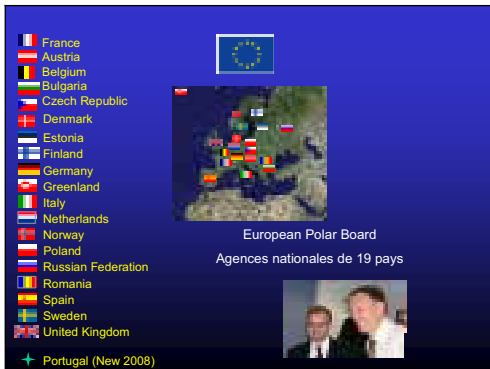 France
Austria
Belgium
Bulgaria
Czech Republic
Denmark
Estonia
Finland
Germany
Greenland
Italy
Netherlands
Norway
Poland
Russian Federation
Romania
Spain
Sweden
United Kingdom
Portugal (New 2008)
European Polar Board
Agences nationales de 19 pays